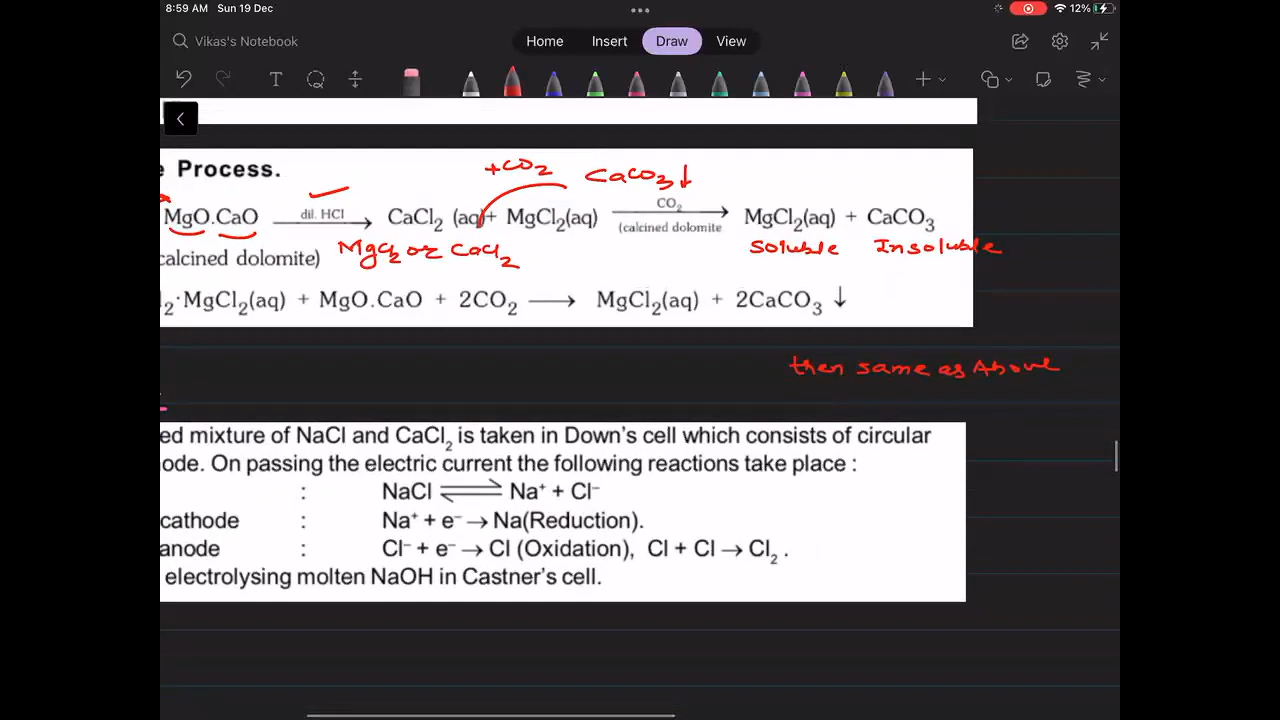 8:59 AM Sun 19 Dec
12%
Vikas's Notebook
Home Insert Draw View
e Process.
+CO2 CaCO3↓
MgO.CaO dil. HCl → CaCl₂ (aq)+ MgCl₂(aq) CO₂ (calcined dolomite → MgCl₂(aq) + CaCO₃
MgCl2 or CaCl2 Soluble Insoluble
calcined dolomite)
₂·MgCl₂(aq) + MgO.CaO + 2CO₂ → MgCl₂(aq) + 2CaCO₃ ↓
then same as Above
ed mixture of NaCl and CaCl₂ is taken in Down's cell which consists of circular
ode. On passing the electric current the following reactions take place :
: NaCl ⇌ Na⁺ + Cl⁻
cathode : Na⁺ + e⁻ → Na(Reduction).
anode : Cl⁻ + e⁻ → Cl (Oxidation), Cl + Cl → Cl₂ .
electrolysing molten NaOH in Castner's cell.